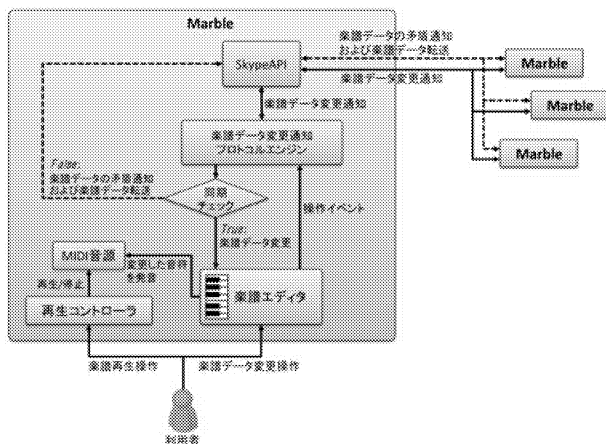 Marble
楽譜データの矛盾通知
および楽譜データ転送
SkypeAPI
楽譜データ変更通知
Marble
楽譜データ変更通知
Marble
楽譜データ変更通知
プロトコルエンジン
Marble
False:
楽譜データの矛盾通知
および楽譜データ転送
同期
チェック
操作イベント
True:
楽譜データ変更
MIDI音源
変更した音符
を発音
再生/停止
楽譜エディタ
再生コントローラ
楽譜再生操作
楽譜データ変更操作
利用者